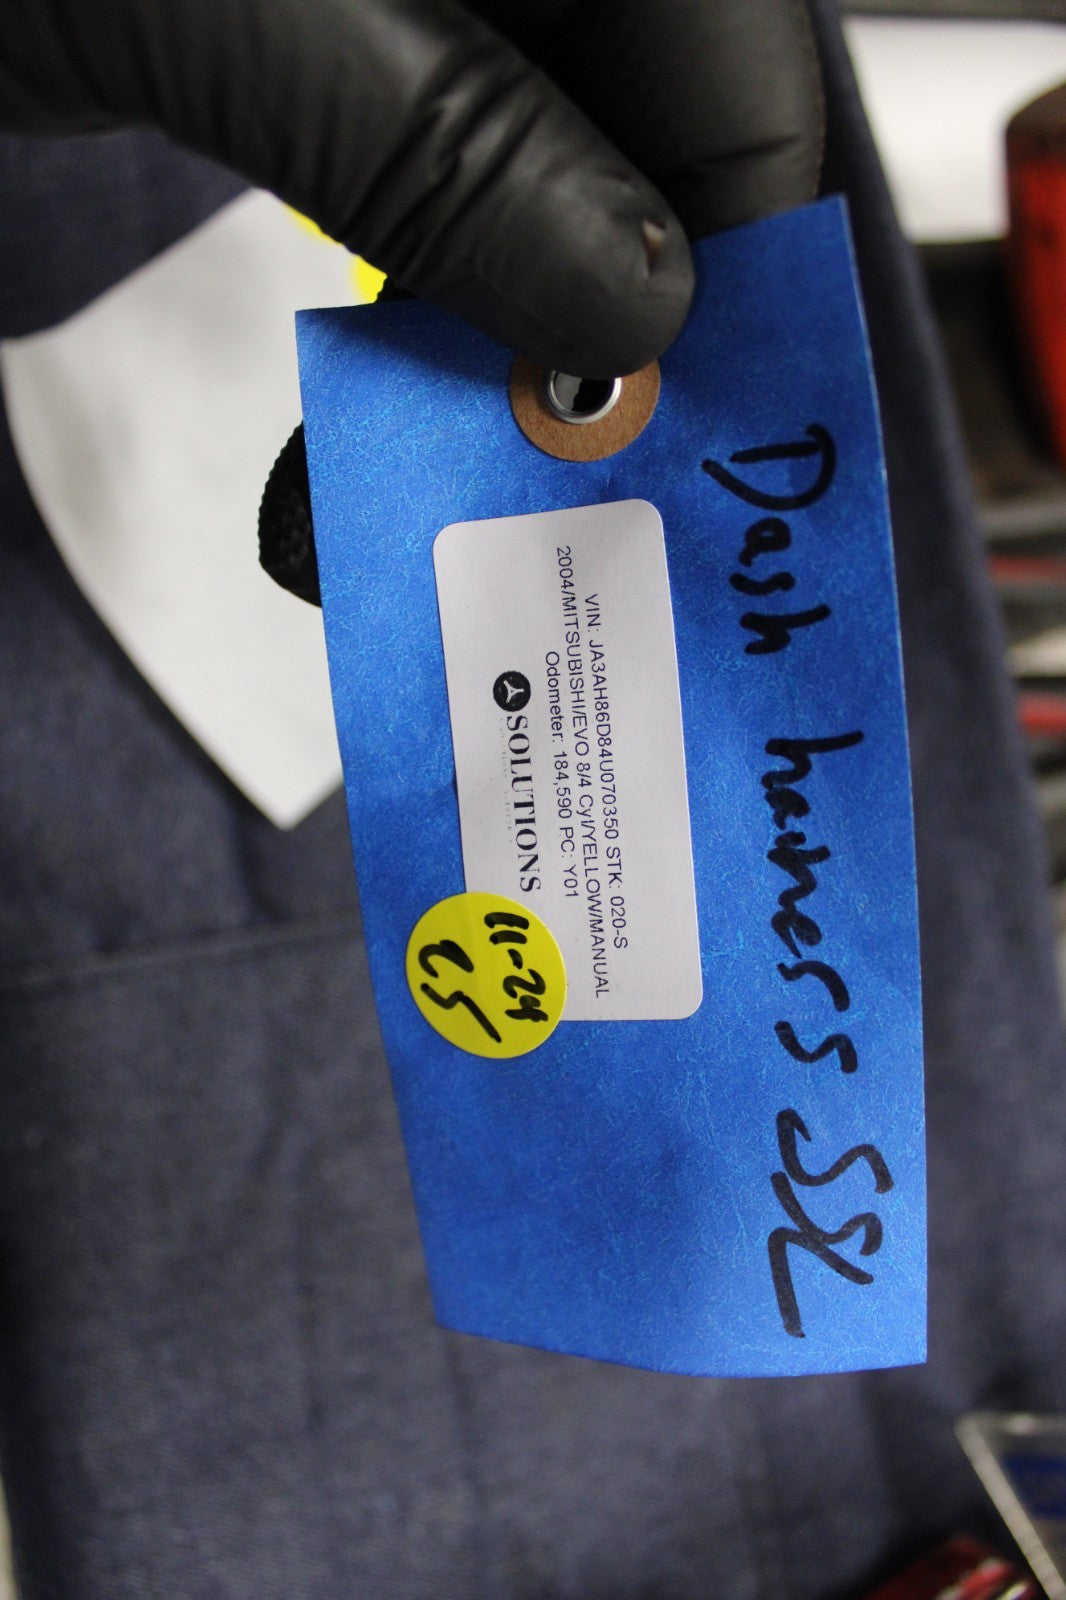 Dash harness SSL
VIN: JA3AH86D84U070350 STK: 020-S
2004/MITSUBISHI/EVO 8/4 Cyl/YELLOW/MANUAL
Odometer: 184,590 PC: Y01
SOLUTIONS
11-24
25